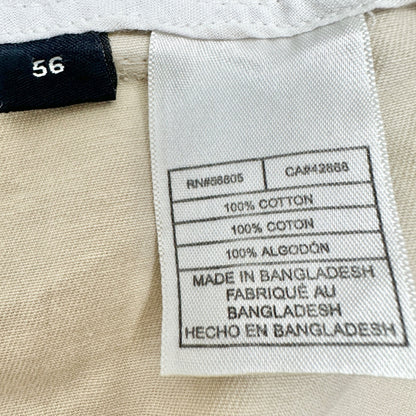 56
RN#66805 CA#42868
100% COTTON
100% COTON
100% ALGODÓN
MADE IN BANGLADESH
FABRIQUÉ AU
BANGLADESH
HECHO EN BANGLADESH